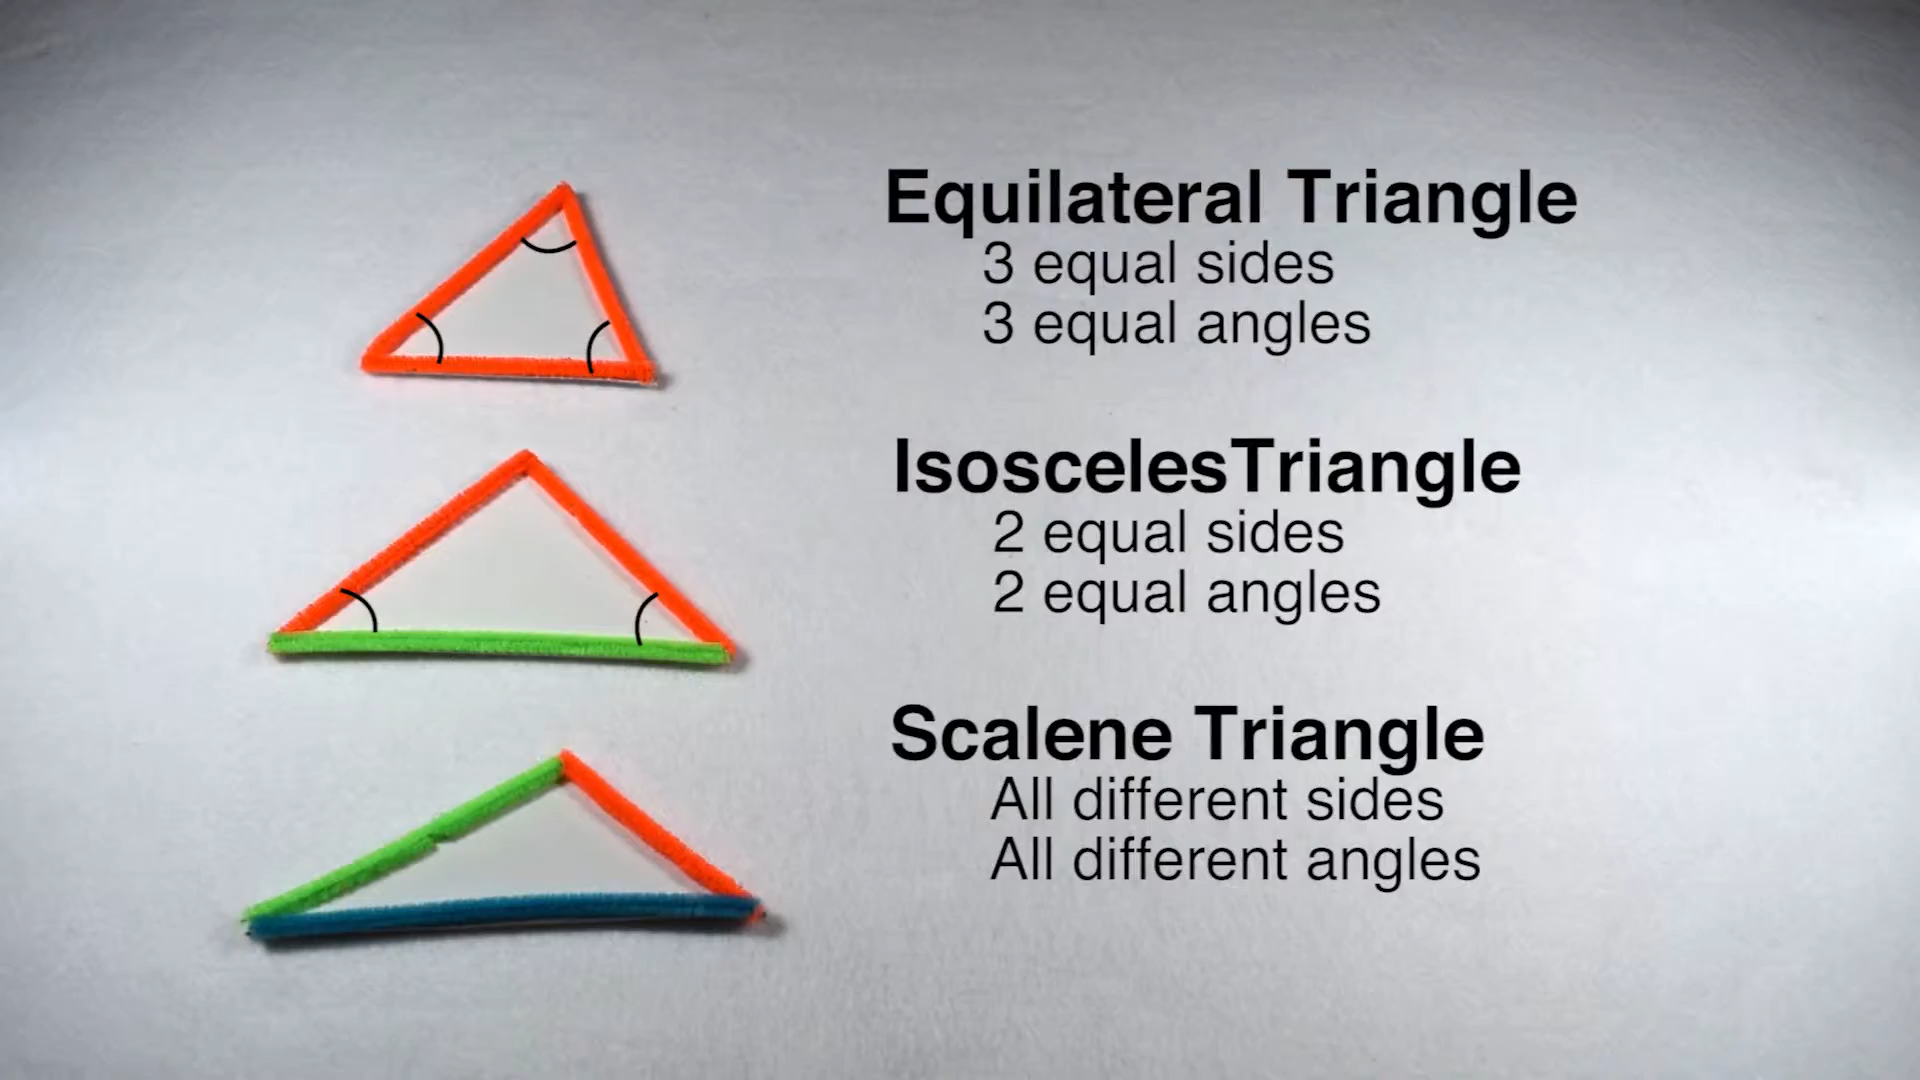 Equilateral Triangle
3 equal sides
3 equal angles
IsoscelesTriangle
2 equal sides
2 equal angles
Scalene Triangle
All different sides
All different angles